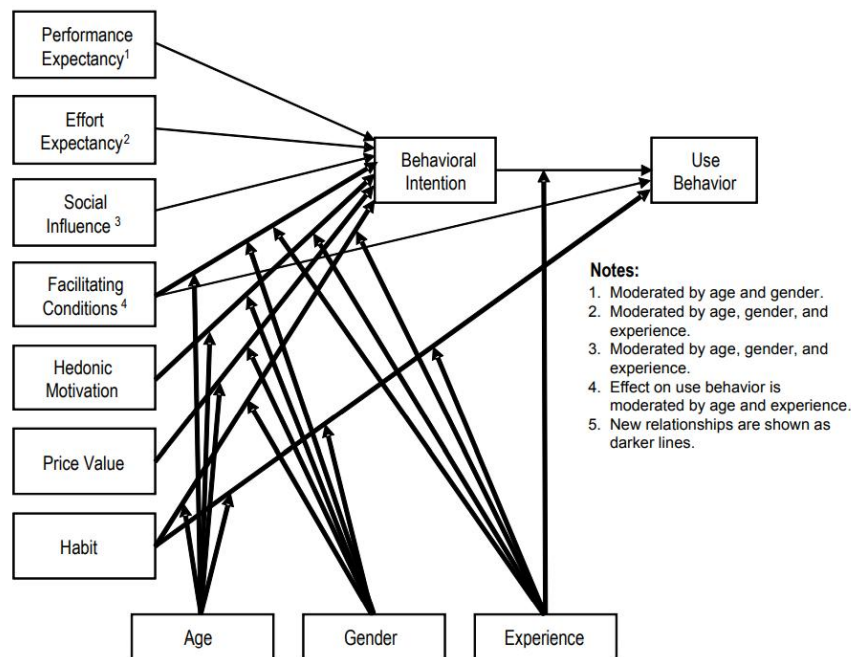 Performance
Expectancy¹
Effort
Expectancy²
Social
Influence ³
Facilitating
Conditions ⁴
Hedonic
Motivation
Price Value
Habit
Behavioral
Intention
Use
Behavior
Notes:
1. Moderated by age and gender.
2. Moderated by age, gender, and
experience.
3. Moderated by age, gender, and
experience.
4. Effect on use behavior is
moderated by age and experience.
5. New relationships are shown as
darker lines.
Age
Gender
Experience